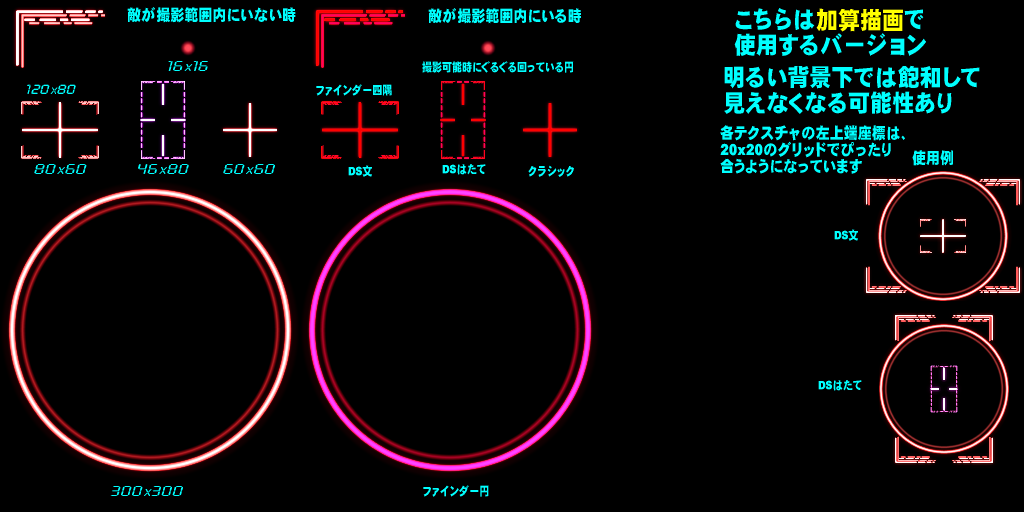 敵が撮影範囲内にいない時
16x16
120x80
80x60
46x80
60x60
300x300
敵が撮影範囲内にいる時
撮影可能時にぐるぐる回っている円
ファインダー四隅
DS文
DSはたて
クラシック
ファインダー円
こちらは加算描画で
使用するバージョン
明るい背景下では飽和して
見えなくなる可能性あり
各テクスチャの左上端座標は、
20x20のグリッドでぴったり
合うようになっています
使用例
DS文
DSはたて